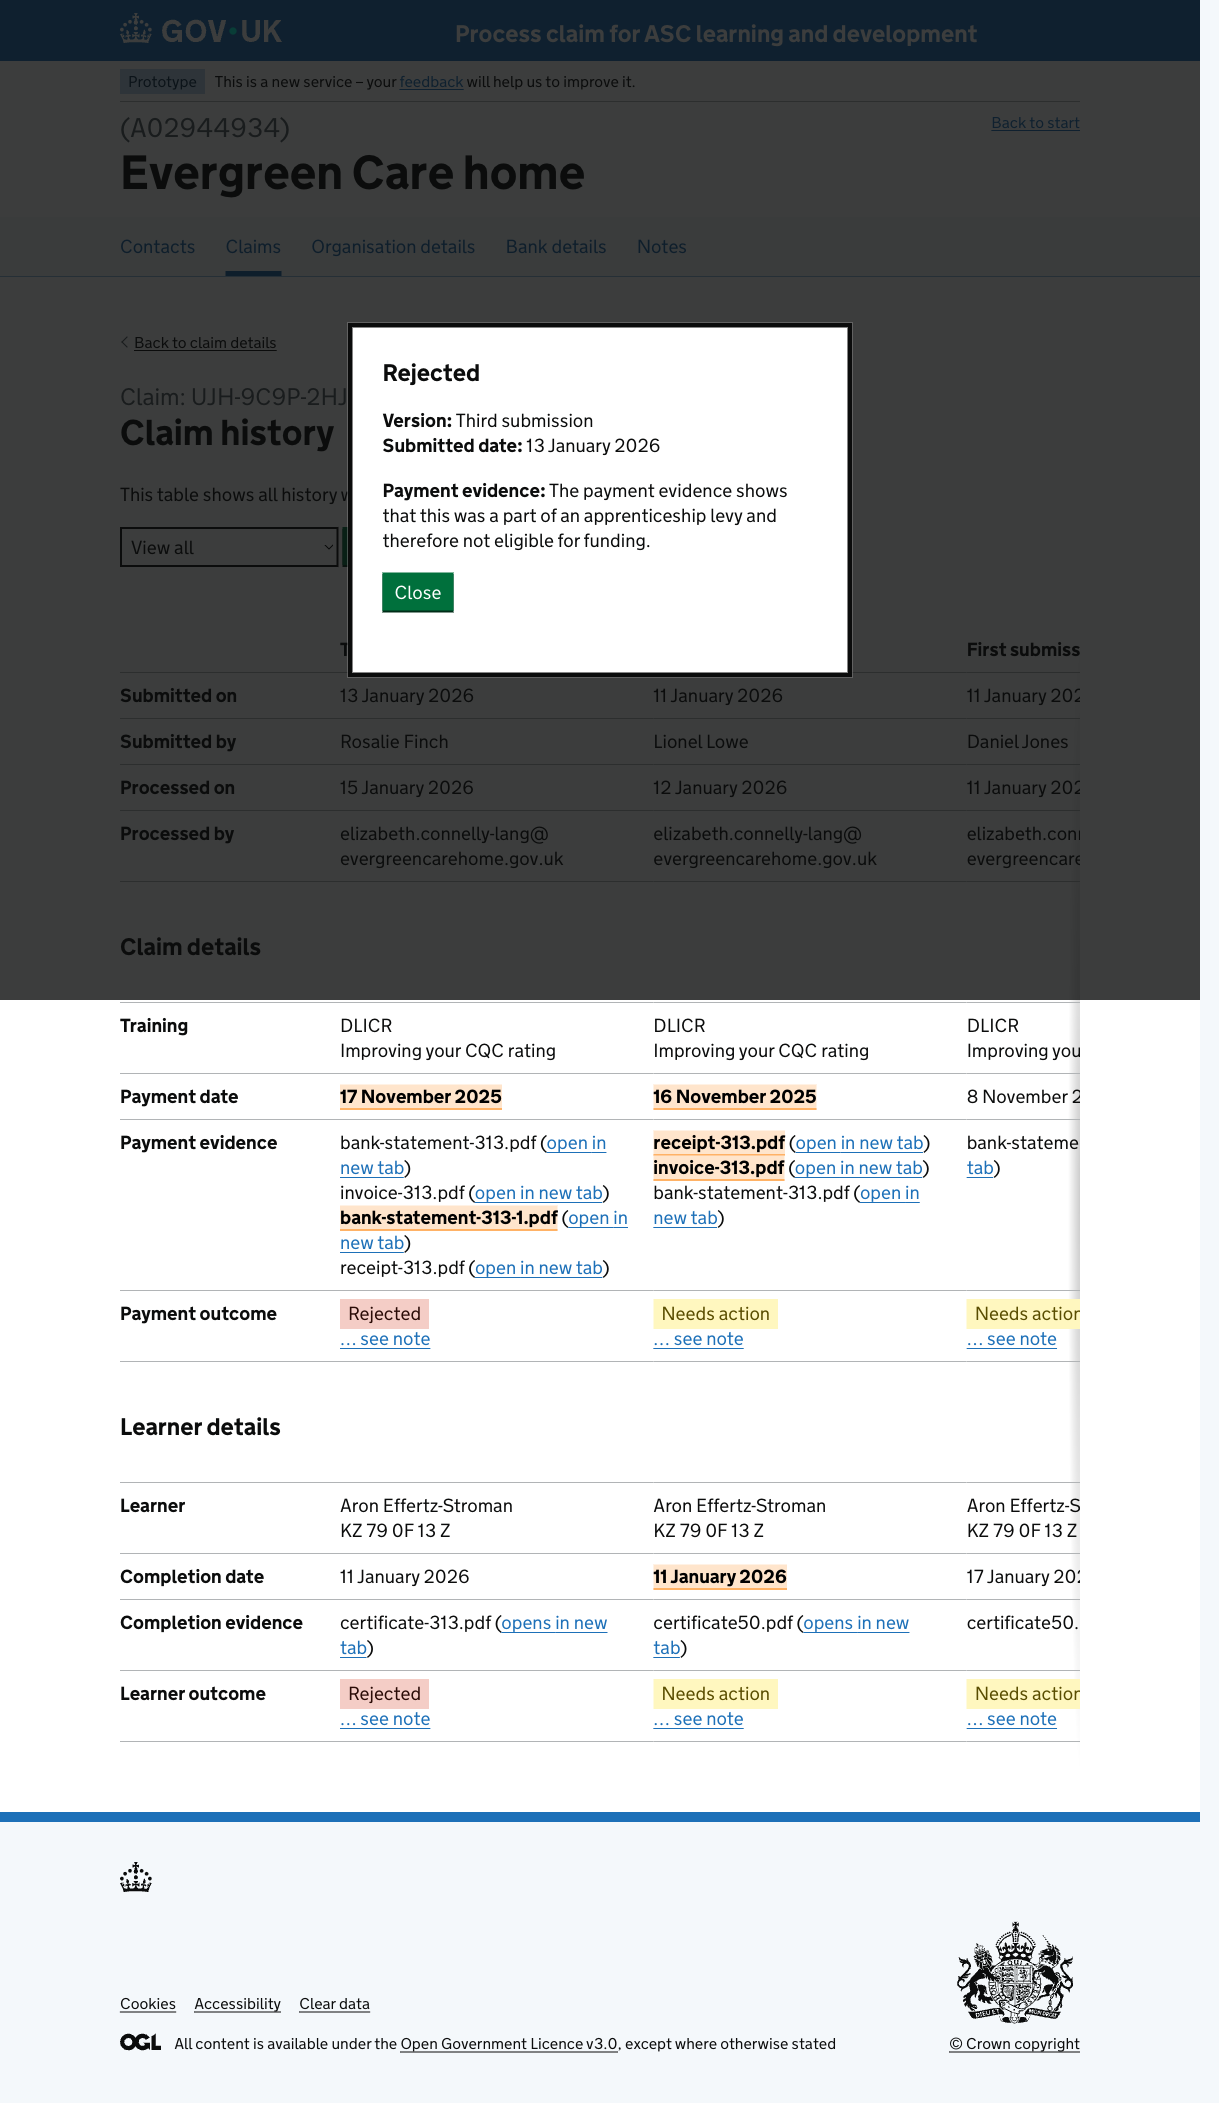 GOV•UK
Process claim for ASC learning and development
Prototype This is a new service – your feedback will help us to improve it.
(A02944934)
Back to start
Evergreen Care home
Contacts Claims Organisation details Bank details Notes
Back to claim details
Claim: UJH-9C9P-2HJ
Claim history
This table shows all history
View all
Rejected
Version: Third submission
Submitted date: 13 January 2026
Payment evidence: The payment evidence shows
that this was a part of an apprenticeship levy and
therefore not eligible for funding.
Close
T First submiss
Submitted on 13 January 2026 11 January 2026 11 January 202
Submitted by Rosalie Finch Lionel Lowe Daniel Jones
Processed on 15 January 2026 12 January 2026 11 January 202
Processed by elizabeth.connelly-lang@ elizabeth.connelly-lang@ elizabeth.conn
evergreencarehome.gov.uk evergreencarehome.gov.uk evergreencare
Claim details
Training DLICR DLICR DLICR
Improving your CQC rating Improving your CQC rating Improving you
Payment date 17 November 2025 16 November 2025 8 November 2
Payment evidence bank-statement-313.pdf (open in receipt-313.pdf (open in new tab) bank-stateme
new tab) invoice-313.pdf (open in new tab) tab)
invoice-313.pdf (open in new tab) bank-statement-313.pdf (open in
bank-statement-313-1.pdf (open in new tab)
new tab)
receipt-313.pdf (open in new tab)
Payment outcome Rejected Needs action Needs action
... see note ... see note ... see note
Learner details
Learner Aron Effertz-Stroman Aron Effertz-Stroman Aron Effertz-S
KZ 79 0F 13 Z KZ 79 0F 13 Z KZ 79 0F 13 Z
Completion date 11 January 2026 11 January 2026 17 January 202
Completion evidence certificate-313.pdf (opens in new certificate50.pdf (opens in new certificate50.
tab) tab)
Learner outcome Rejected Needs action Needs action
... see note ... see note ... see note
Cookies Accessibility Clear data
OGL All content is available under the Open Government Licence v3.0, except where otherwise stated
© Crown copyright